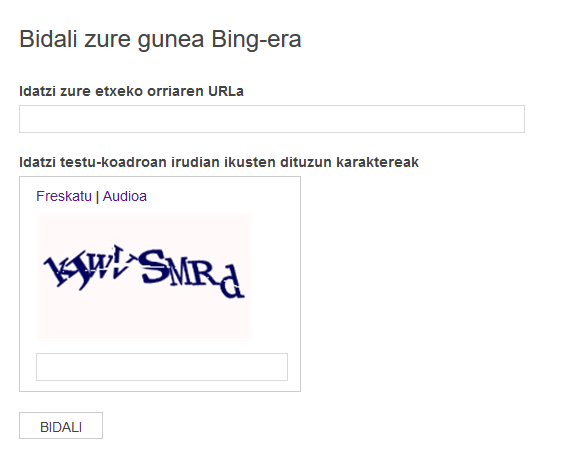 Bidali zure gunea Bing-era
Idatzi zure etxeko orriaren URLa
Idatzi testu-koadroan irudian ikusten dituzun karaktereak
Freskatu | Audioa
BIDALI